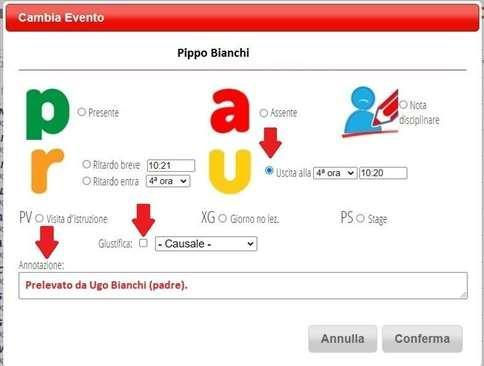 Cambia Evento
Pippo Bianchi
p Presente
a Assente
Nota disciplinare
r Ritardo breve 10:21
Ritardo entra 4ª ora
u Uscita alla 4ª ora 10:20
PV Visita d'istruzione
XG Giorno no lez.
PS Stage
Giustifica: - Causale -
Annotazione:
Prelevato da Ugo Bianchi (padre).
Annulla Conferma